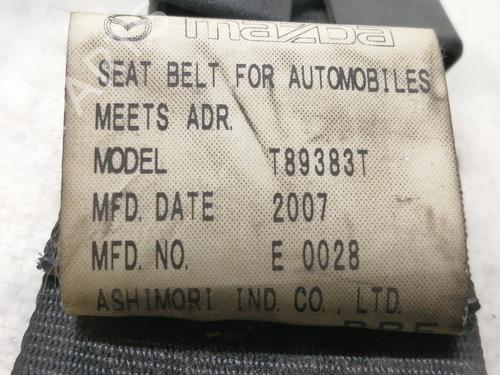 mazda
SEAT BELT FOR AUTOMOBILES
MEETS ADR.
MODEL T89383T
MFD. DATE 2007
MFD. NO. E 0028
ASHIMORI IND. CO., LTD.